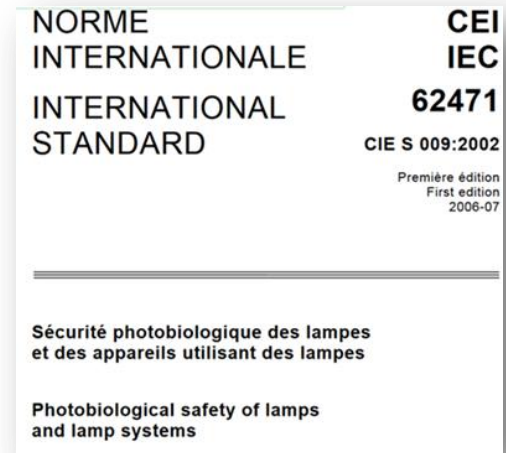 NORME
INTERNATIONALE
CEI
IEC
INTERNATIONAL
STANDARD
62471
CIE S 009:2002
Première édition
First edition
2006-07
Sécurité photobiologique des lampes
et des appareils utilisant des lampes
Photobiological safety of lamps
and lamp systems